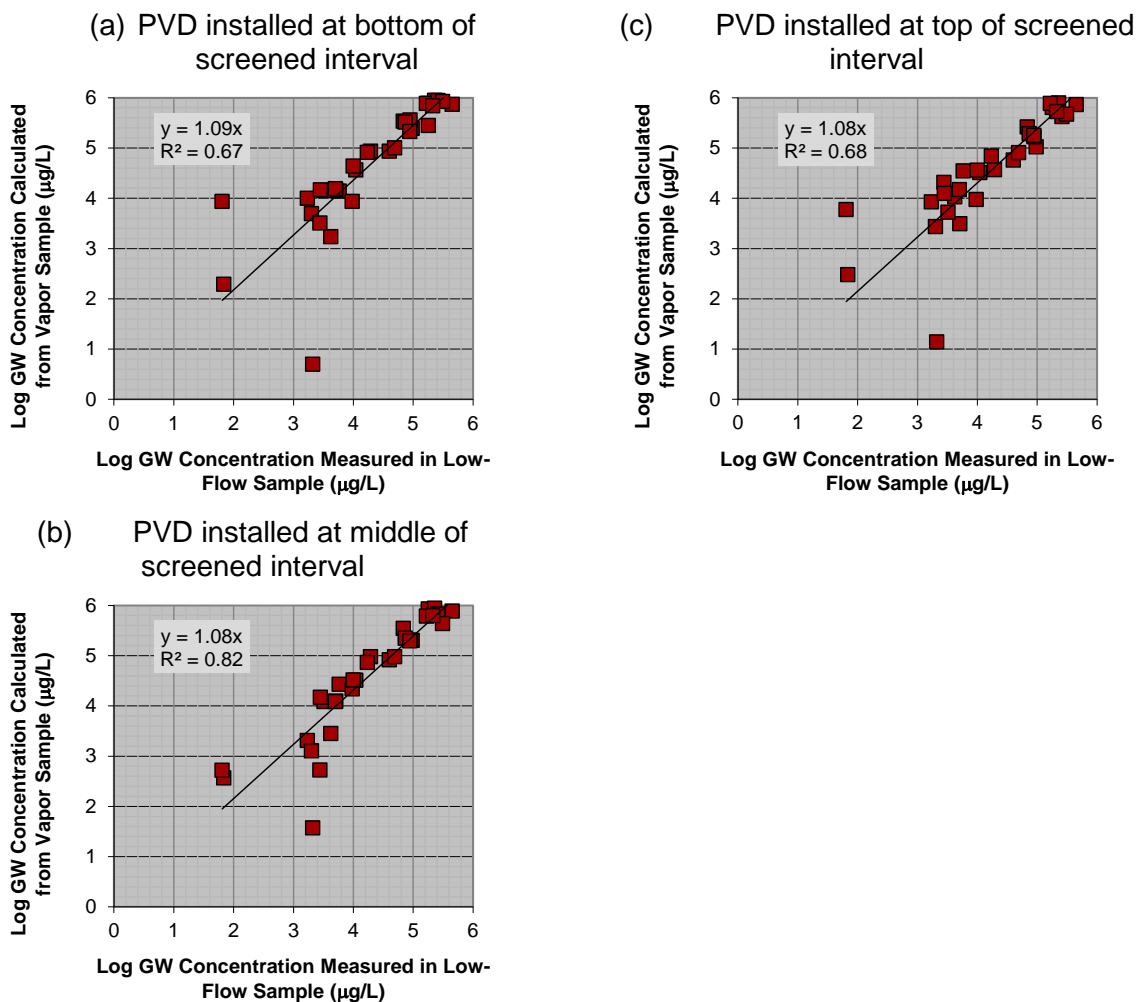 (a) PVD installed at bottom of
screened interval
Log GW Concentration Calculated
from Vapor Sample (µg/L)
6
5
4
3
2
1
0
y = 1.09x
R² = 0.67
0 1 2 3 4 5 6
Log GW Concentration Measured in Low-
Flow Sample (µg/L)
(c) PVD installed at top of screened
interval
Log GW Concentration Calculated
from Vapor Sample (µg/L)
6
5
4
3
2
1
0
y = 1.08x
R² = 0.68
0 1 2 3 4 5 6
Log GW Concentration Measured in Low-
Flow Sample (µg/L)
(b) PVD installed at middle of
screened interval
Log GW Concentration Calculated
from Vapor Sample (µg/L)
6
5
4
3
2
1
0
y = 1.08x
R² = 0.82
0 1 2 3 4 5 6
Log GW Concentration Measured in Low-
Flow Sample (µg/L)